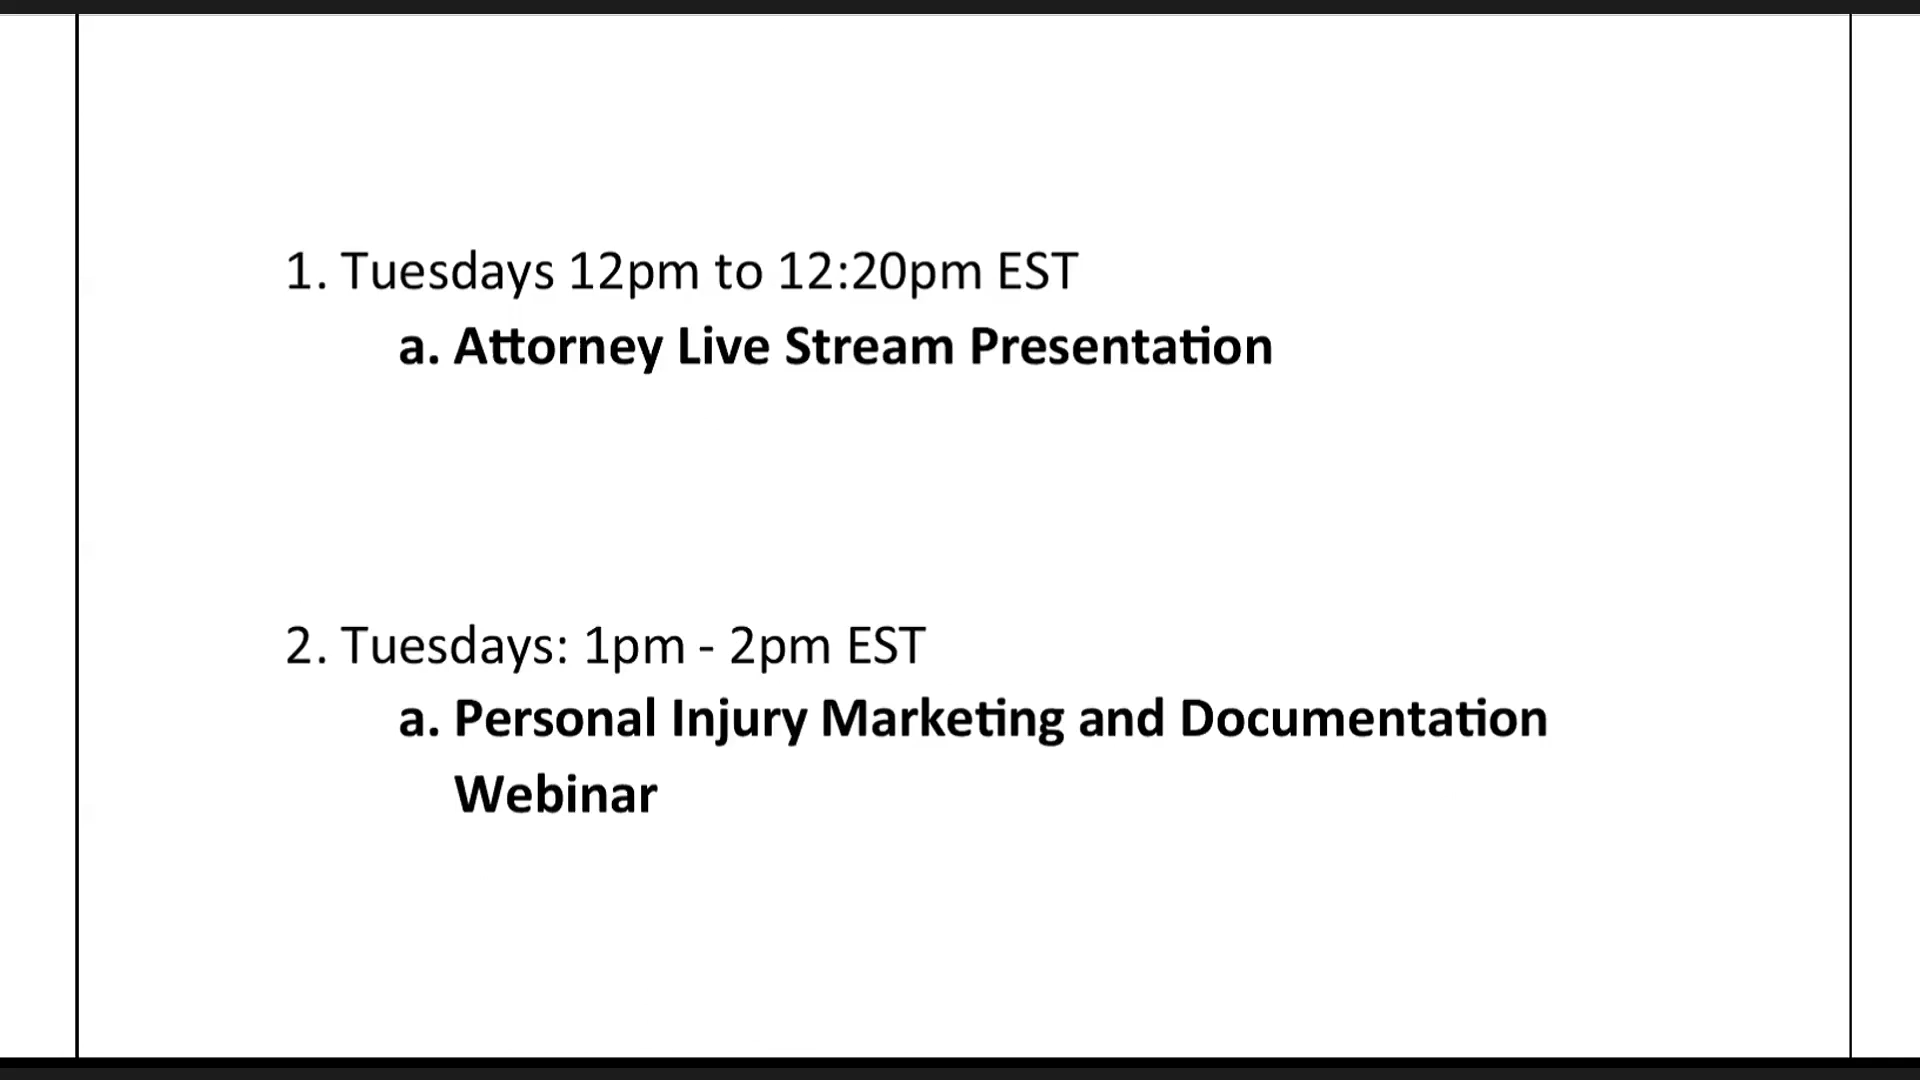 1. Tuesdays 12pm to 12:20pm EST
a. Attorney Live Stream Presentation
2. Tuesdays: 1pm - 2pm EST
a. Personal Injury Marketing and Documentation
Webinar